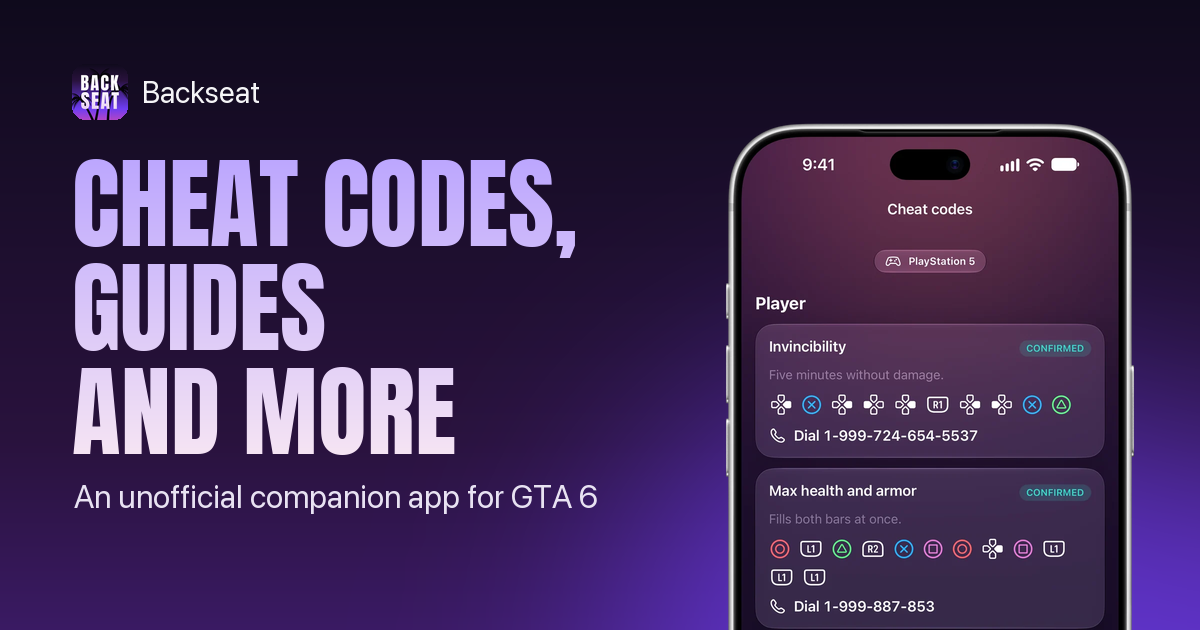 BACK
SEAT
Backseat
CHEAT CODES,
GUIDES
AND MORE
An unofficial companion app for GTA 6
9:41
Cheat codes
PlayStation 5
Player
Invincibility
CONFIRMED
Five minutes without damage.
R1
Dial 1-999-724-654-5537
Max health and armor
CONFIRMED
Fills both bars at once.
L1 R2 L1
L1 L1
Dial 1-999-887-853